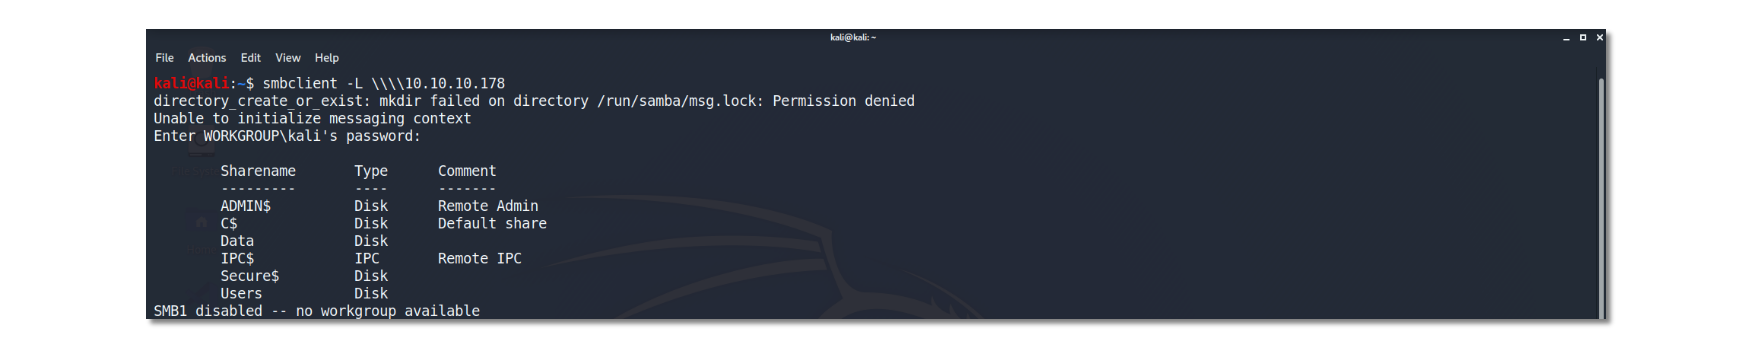 kali@kali: ~
File Actions Edit View Help
kali@kali:~$ smbclient -L \\\\10.10.10.178
directory_create_or_exist: mkdir failed on directory /run/samba/msg.lock: Permission denied
Unable to initialize messaging context
Enter WORKGROUP\kali's password:
Sharename Type Comment
--------- ---- -------
ADMIN$ Disk Remote Admin
C$ Disk Default share
Data Disk
IPC$ IPC Remote IPC
Secure$ Disk
Users Disk
SMB1 disabled -- no workgroup available